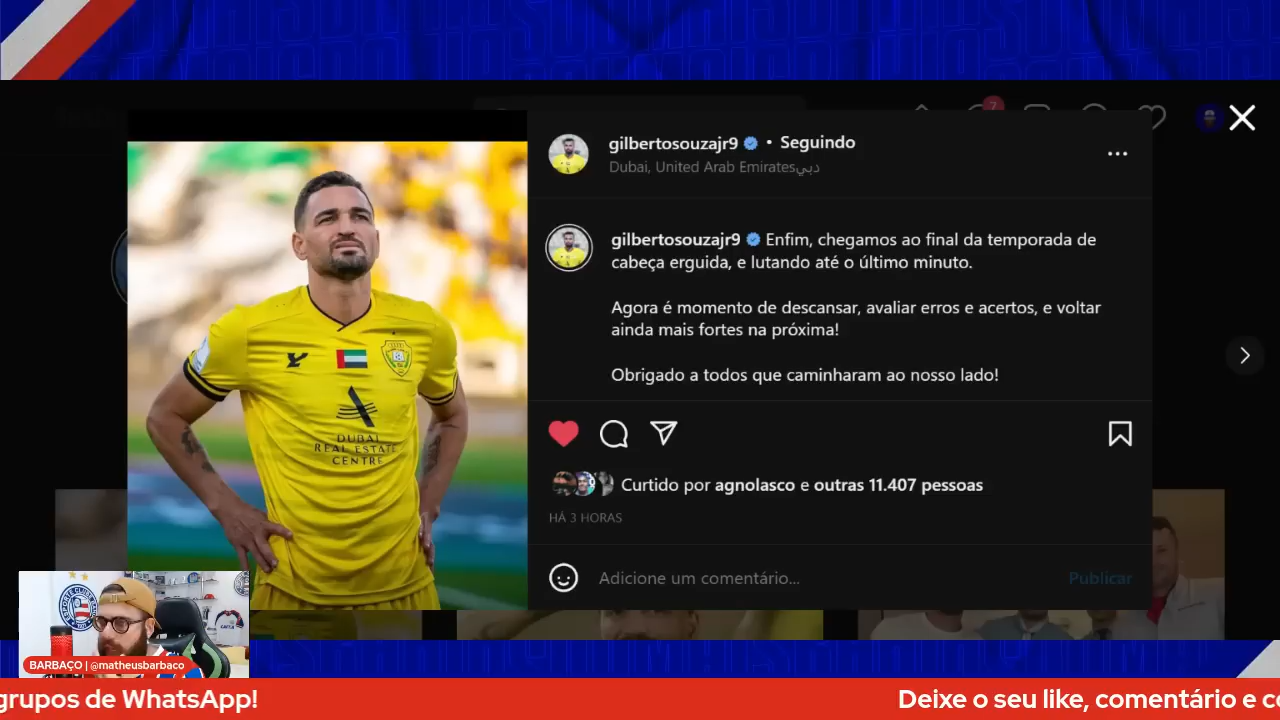 7
gilbertosouzajr9 • Seguindo
Dubai, United Arab Emiratesدبي
gilbertosouzajr9 Enfim, chegamos ao final da temporada de
cabeça erguida, e lutando até o último minuto.
Agora é momento de descansar, avaliar erros e acertos, e voltar
ainda mais fortes na próxima!
Obrigado a todos que caminharam ao nosso lado!
DUBAI
REAL ESTATE
CENTRE
Curtido por agnolasco e outras 11.407 pessoas
HÁ 3 HORAS
Adicione um comentário...
Publicar
BARBAÇO | @matheusbarbaco
grupos de WhatsApp!
Deixe o seu like, comentário e co